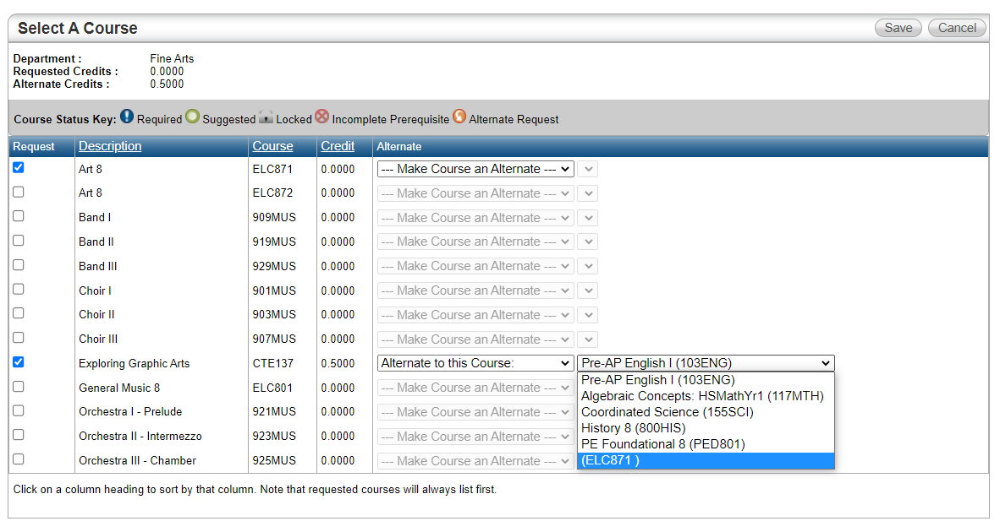 Select A Course Save Cancel
Department : Fine Arts
Requested Credits : 0.0000
Alternate Credits : 0.5000
Course Status Key: Required Suggested Locked Incomplete Prerequisite Alternate Request
Request Description Course Credit Alternate
Art 8 ELC871 0.0000 --- Make Course an Alternate ---
Art 8 ELC872 0.0000 --- Make Course an Alternate ---
Band I 909MUS 0.0000 --- Make Course an Alternate ---
Band II 919MUS 0.0000 --- Make Course an Alternate ---
Band III 929MUS 0.0000 --- Make Course an Alternate ---
Choir I 901MUS 0.0000 --- Make Course an Alternate ---
Choir II 903MUS 0.0000 --- Make Course an Alternate ---
Choir III 907MUS 0.0000 --- Make Course an Alternate ---
Exploring Graphic Arts CTE137 0.5000 Alternate to this Course: Pre-AP English I (103ENG)
Pre-AP English I (103ENG)
General Music 8 ELC801 0.0000 --- Make Course an Alternate ---
Algebraic Concepts: HSMathYr1 (117MTH)
Orchestra I - Prelude 921MUS 0.0000 --- Make Course an Alternate --- Coordinated Science (155SCI)
History 8 (800HIS)
Orchestra II - Intermezzo 923MUS 0.0000 --- Make Course an Alternate ---
PE Foundational 8 (PED801)
Orchestra III - Chamber 925MUS 0.0000 --- Make Course an Alternate --- (ELC871 )
Click on a column heading to sort by that column. Note that requested courses will always list first.